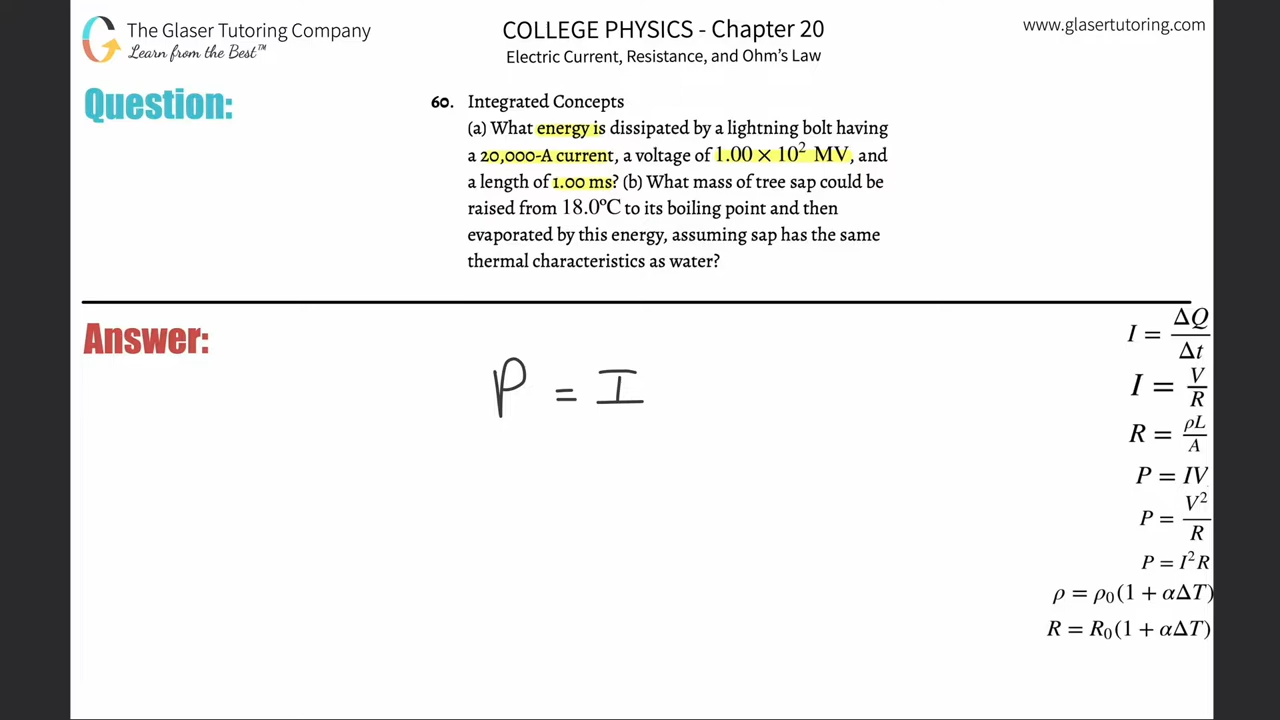 The Glaser Tutoring Company
Learn from the Best™
COLLEGE PHYSICS - Chapter 20
Electric Current, Resistance, and Ohm's Law
www.glasertutoring.com
Question:
60. Integrated Concepts
(a) What energy is dissipated by a lightning bolt having
a 20,000-A current, a voltage of 1.00 × 10² MV, and
a length of 1.00 ms? (b) What mass of tree sap could be
raised from 18.0ºC to its boiling point and then
evaporated by this energy, assuming sap has the same
thermal characteristics as water?
Answer:
P = I
I = ΔQ/Δt
I = V/R
R = ρL/A
P = IV
P = V²/R
P = I²R
ρ = ρ₀(1 + αΔT)
R = R₀(1 + αΔT)